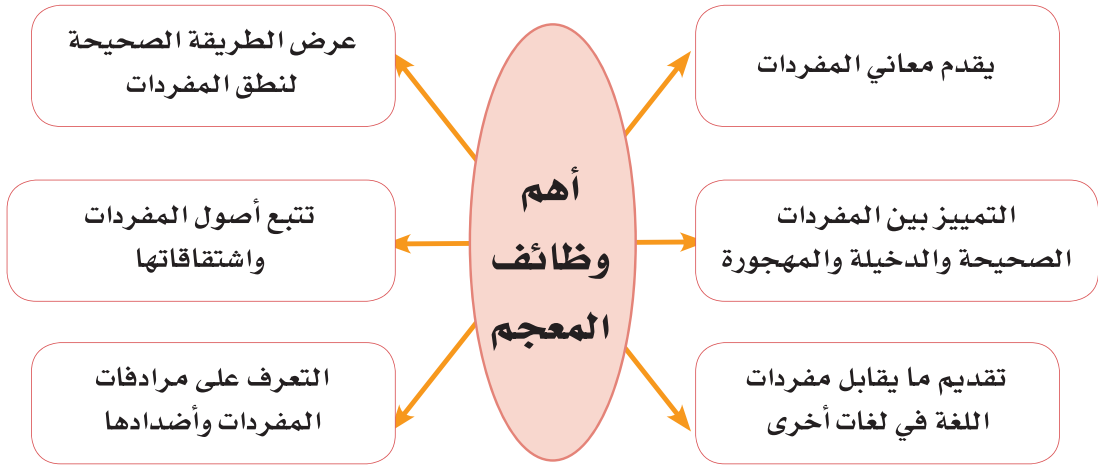 أهم
وظائف
المعجم
يقدم معاني المفردات
عرض الطريقة الصحيحة
لنطق المفردات
التمييز بين المفردات
الصحيحة والدخيلة والمهجورة
تتبع أصول المفردات
واشتقاقاتها
تقديم ما يقابل مفردات
اللغة في لغات أخرى
التعرف على مرادفات
المفردات وأضدادها